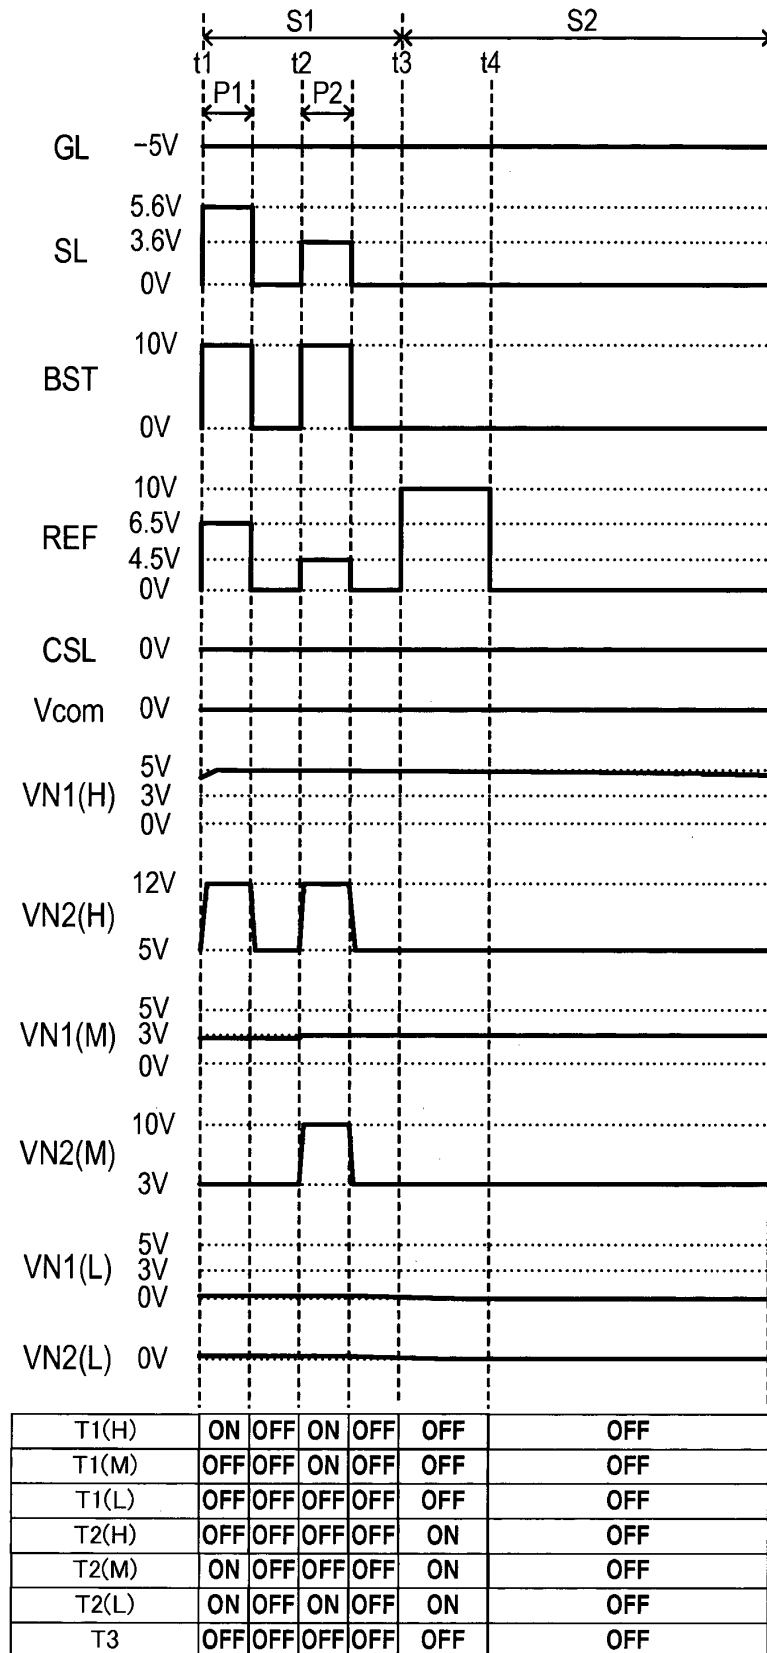 S1 S2
t1 t2 t3 t4
P1 P2
GL −5V
5.6V
SL 3.6V
0V
10V
BST
0V
10V
6.5V
REF
4.5V
0V
CSL 0V
Vcom 0V
5V
VN1(H) 3V
0V
12V
VN2(H)
5V
5V
VN1(M) 3V
0V
10V
VN2(M)
3V
5V
VN1(L) 3V
0V
VN2(L) 0V
T1(H) ON OFF ON OFF OFF OFF
T1(M) OFF OFF ON OFF OFF OFF
T1(L) OFF OFF OFF OFF OFF OFF
T2(H) OFF OFF OFF OFF ON OFF
T2(M) ON OFF OFF OFF ON OFF
T2(L) ON OFF ON OFF ON OFF
T3 OFF OFF OFF OFF OFF OFF